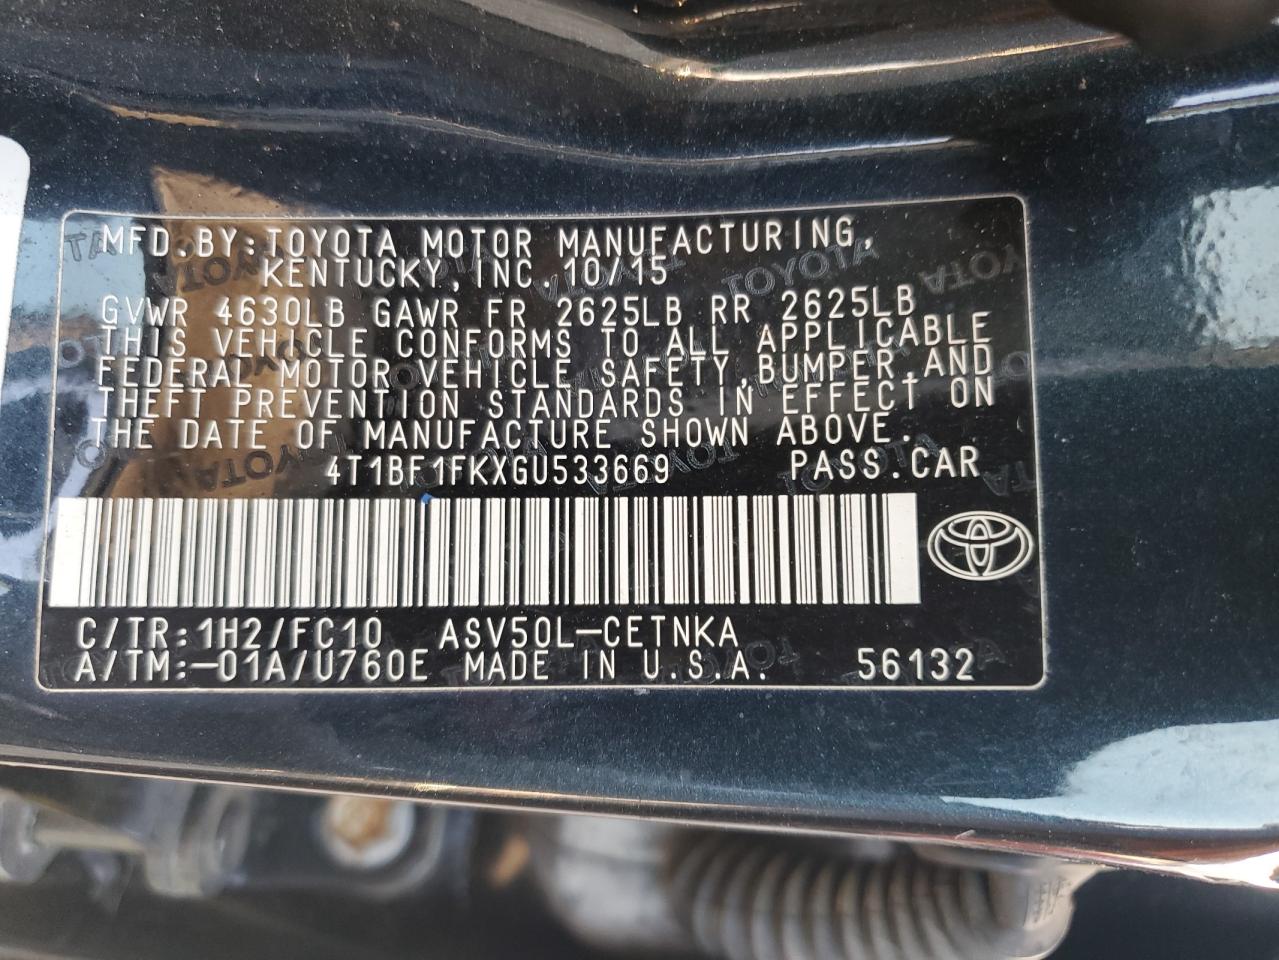 MFD.BY:TOYOTA MOTOR MANUFACTURING,
KENTUCKY,INC 10/15
GVWR 4630LB GAWR FR 2625LB RR 2625LB
THIS VEHICLE CONFORMS TO ALL APPLICABLE
FEDERAL MOTOR VEHICLE SAFETY,BUMPER,AND
THEFT PREVENTION STANDARDS IN EFFECT ON
THE DATE OF MANUFACTURE SHOWN ABOVE.
4T1BF1FKXGU533669 PASS.CAR
C/TR:1H2/FC10 ASV50L-CETNKA
A/TM:-01A/U760E MADE IN U.S.A. 56132